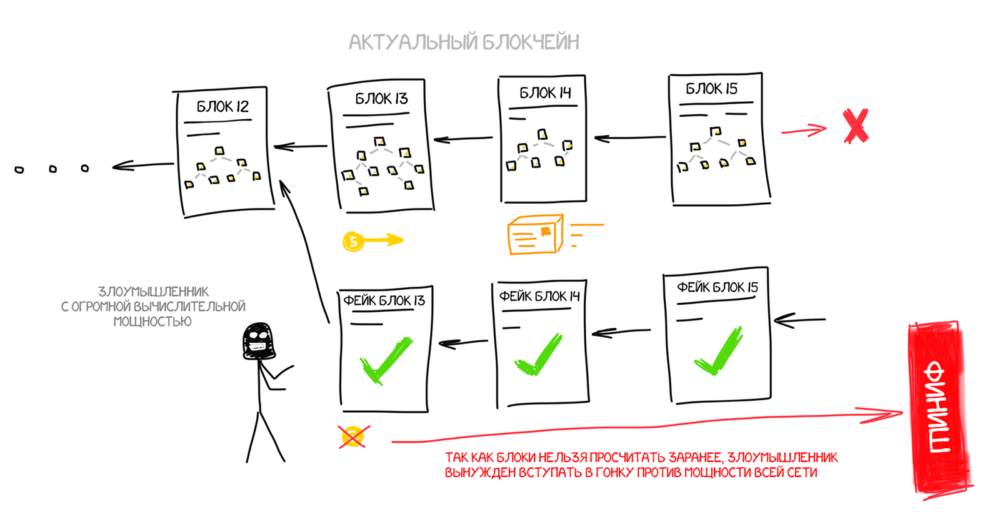 АКТУАЛЬНЫЙ БЛОКЧЕЙН
БЛОК 12
БЛОК 13
БЛОК 14
БЛОК 15
5
ЗЛОУМЫШЛЕННИК
С ОГРОМНОЙ ВЫЧИСЛИТЕЛЬНОЙ
МОЩНОСТЬЮ
ФЕЙК БЛОК 13
ФЕЙК БЛОК 14
ФЕЙК БЛОК 15
ФИНИШ
ТАК КАК БЛОКИ НЕЛЬЗЯ ПРОСЧИТАТЬ ЗАРАНЕЕ, ЗЛОУМЫШЛЕННИК
ВЫНУЖДЕН ВСТУПАТЬ В ГОНКУ ПРОТИВ МОЩНОСТИ ВСЕЙ СЕТИ